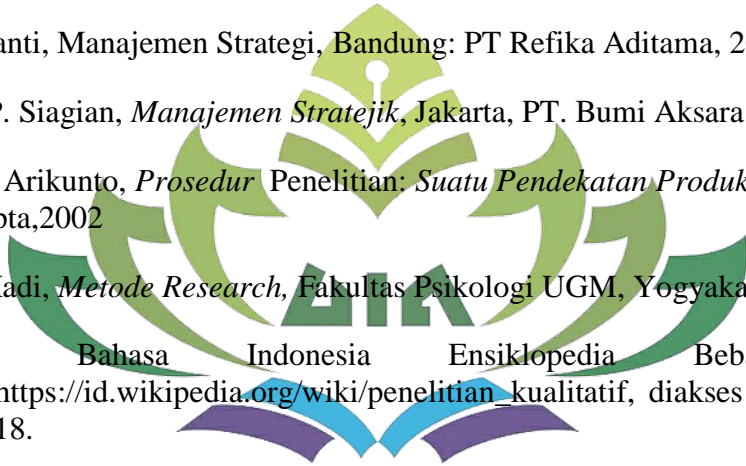 anti, Manajemen Strategi, Bandung: PT Refika Aditama, 2
P. Siagian, Manajemen Stratejik, Jakarta, PT. Bumi Aksara
Arikunto, Prosedur Penelitian: Suatu Pendekatan Produk
pta,2002
Hadi, Metode Research, Fakultas Psikologi UGM, Yogyaka
Bahasa Indonesia Ensiklopedia Beb
https://id.wikipedia.org/wiki/penelitian_kualitatif, diakses
18.